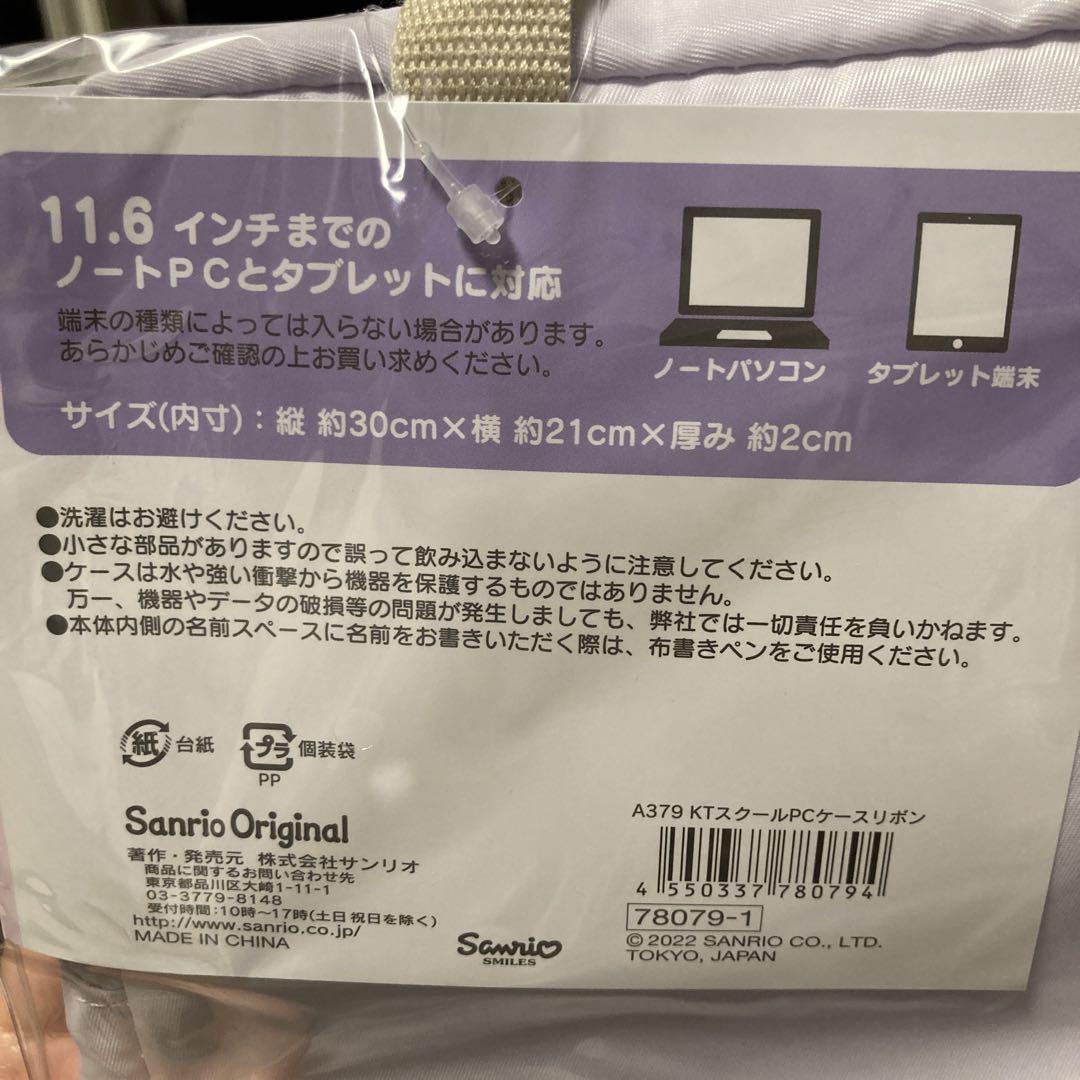 11.6 インチまでの
ノートPCとタブレットに対応
端末の種類によっては入らない場合があります。
あらかじめご確認の上お買い求めください。
ノートパソコン
タブレット端末
サイズ(内寸)：縦 約30cm×横 約21cm×厚み 約2cm
●洗濯はお避けください。
●小さな部品がありますので誤って飲み込まないように注意してください。
●ケースは水や強い衝撃から機器を保護するものではありません。
万一、機器やデータの破損等の問題が発生しましても、弊社では一切責任を負いかねます。
●本体内側の名前スペースに名前をお書きいただく際は、布書きペンをご使用ください。
紙 台紙
プラ 個装袋
PP
Sanrio Original
著作・発売元 株式会社サンリオ
商品に関するお問い合わせ先
東京都品川区大崎1-11-1
03-3779-8148
受付時間：10時～17時(土日祝日を除く)
http://www.sanrio.co.jp/
MADE IN CHINA
Sanrio
SMILES
A379 KTスクールPCケースリボン
4 550337 780794
78079-1
© 2022 SANRIO CO., LTD.
TOKYO, JAPAN